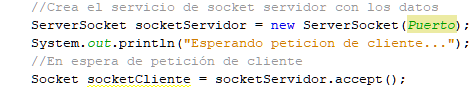 //Crea el servicio de socket servidor con los datos
ServerSocket socketServidor = new ServerSocket(Puerto);
System.out.println("Esperando peticion de cliente...");
//En espera de petición de cliente
Socket socketCliente = socketServidor.accept();